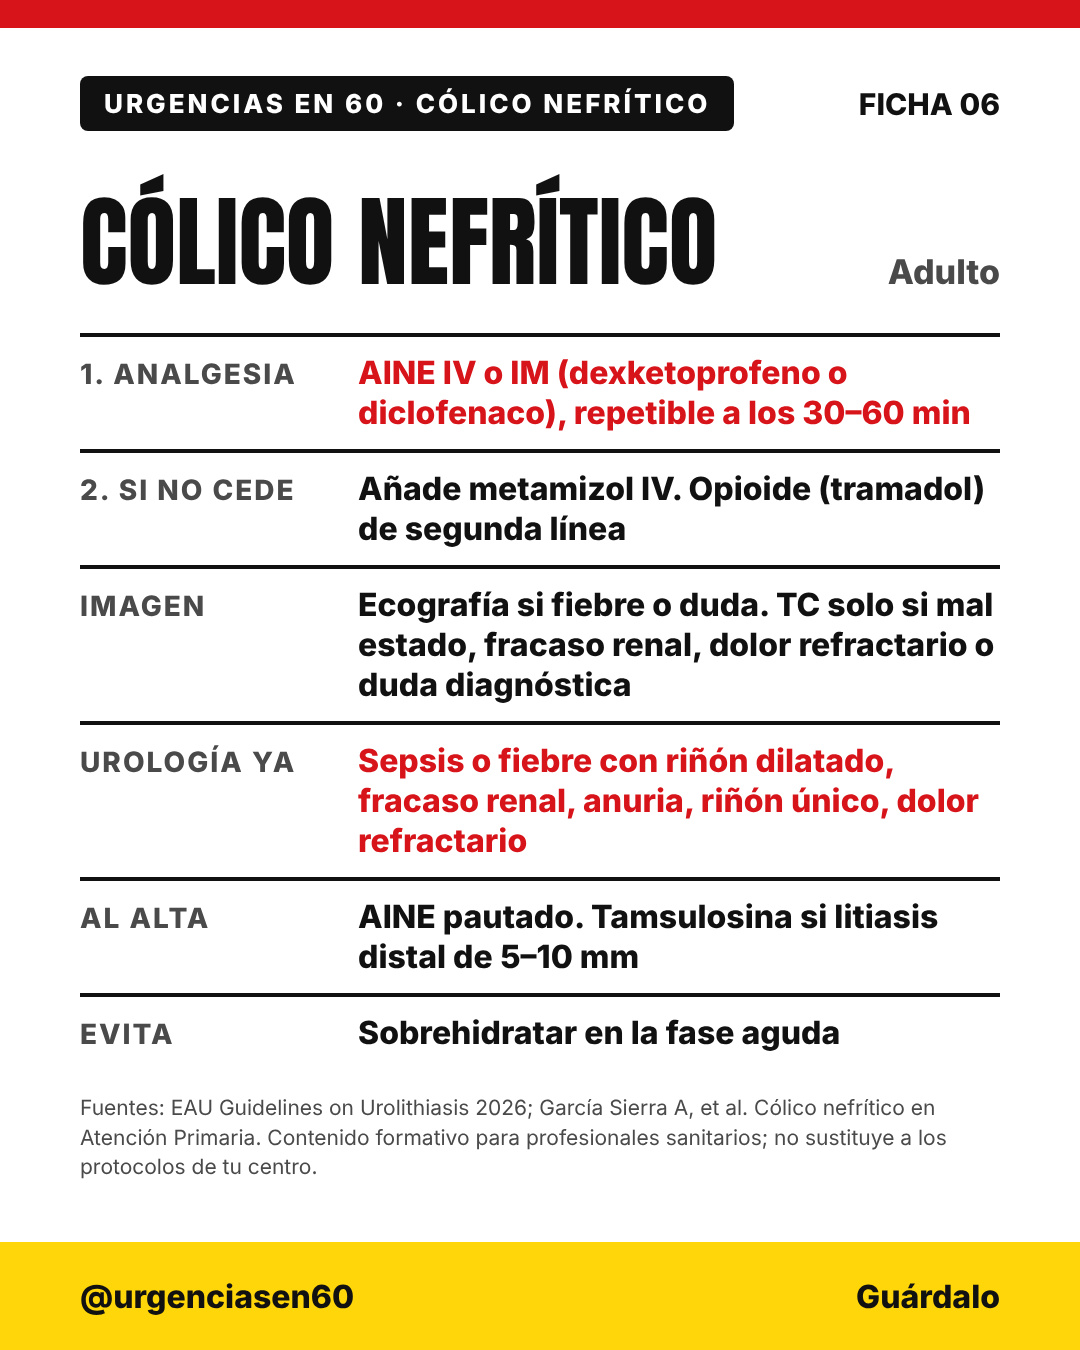 URGENCIAS EN 60 · CÓLICO NEFRÍTICO
FICHA 06
CÓLICO NEFRÍTICO
Adulto
1. ANALGESIA
AINE IV o IM (dexketoprofeno o
diclofenaco), repetible a los 30–60 min
2. SI NO CEDE
Añade metamizol IV. Opioide (tramadol)
de segunda línea
IMAGEN
Ecografía si fiebre o duda. TC solo si mal
estado, fracaso renal, dolor refractario o
duda diagnóstica
UROLOGÍA YA
Sepsis o fiebre con riñón dilatado,
fracaso renal, anuria, riñón único, dolor
refractario
AL ALTA
AINE pautado. Tamsulosina si litiasis
distal de 5–10 mm
EVITA
Sobrehidratar en la fase aguda
Fuentes: EAU Guidelines on Urolithiasis 2026; García Sierra A, et al. Cólico nefrítico en
Atención Primaria. Contenido formativo para profesionales sanitarios; no sustituye a los
protocolos de tu centro.
@urgenciasen60
Guárdalo